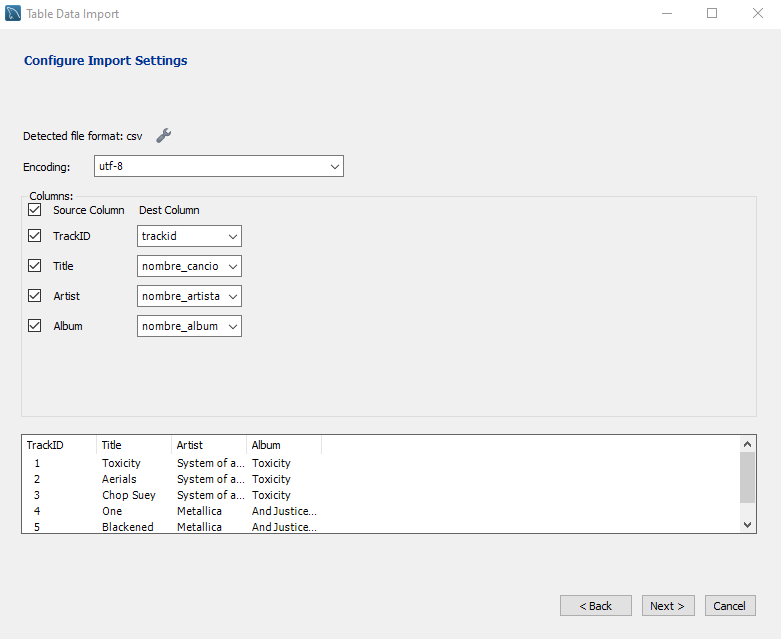 Table Data Import
Configure Import Settings
Detected file format: csv
Encoding: utf-8
Columns:
Source Column Dest Column
TrackID trackid
Title nombre_cancio
Artist nombre_artista
Album nombre_album
TrackID Title Artist Album
1 Toxicity System of a... Toxicity
2 Aerials System of a... Toxicity
3 Chop Suey System of a... Toxicity
4 One Metallica And Justice...
5 Blackened Metallica And Justice...
< Back Next > Cancel